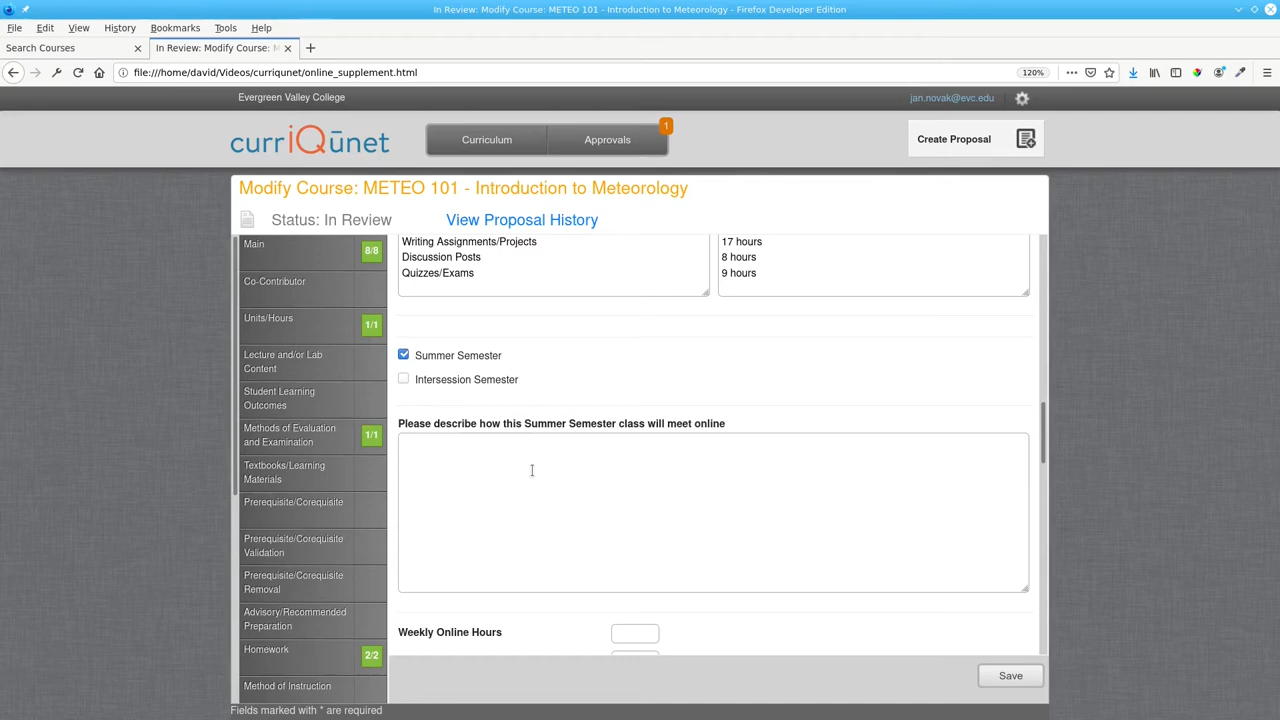 In Review: Modify Course: METEO 101 - Introduction to Meteorology - Firefox Developer Edition
File Edit View History Bookmarks Tools Help
Search Courses
In Review: Modify Course: M
file:///home/david/Videos/curriqunet/online_supplement.html
120%
Evergreen Valley College
jan.novak@evc.edu
currIQūnet
Curriculum
Approvals
1
Create Proposal
Modify Course: METEO 101 - Introduction to Meteorology
Status: In Review
View Proposal History
Main
8/8
Co-Contributor
Units/Hours
1/1
Lecture and/or Lab
Content
Student Learning
Outcomes
Methods of Evaluation
and Examination
1/1
Textbooks/Learning
Materials
Prerequisite/Corequisite
Prerequisite/Corequisite
Validation
Prerequisite/Corequisite
Removal
Advisory/Recommended
Preparation
Homework
2/2
Method of Instruction
Writing Assignments/Projects
Discussion Posts
Quizzes/Exams
17 hours
8 hours
9 hours
Summer Semester
Intersession Semester
Please describe how this Summer Semester class will meet online
Weekly Online Hours
Save
Fields marked with * are required